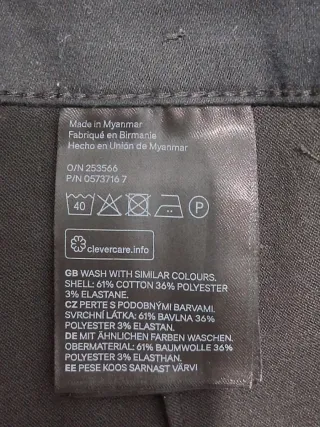 Made in Myanmar
Fabriqué en Birmanie
Hecho en Unión de Myanmar
O/N 253566
P/N 0573716 7
40 P
clevercare.info
GB WASH WITH SIMILAR COLOURS.
SHELL: 61% COTTON 36% POLYESTER
3% ELASTANE.
CZ PERTE S PODOBNÝMI BARVAMI.
SVRCHNÍ LÁTKA: 61% BAVLNA 36%
POLYESTER 3% ELASTAN.
DE MIT ÄHNLICHEN FARBEN WASCHEN.
OBERMATERIAL: 61% BAUMWOLLE 36%
POLYESTER 3% ELASTHAN.
EE PESE KOOS SARNAST VÄRVI